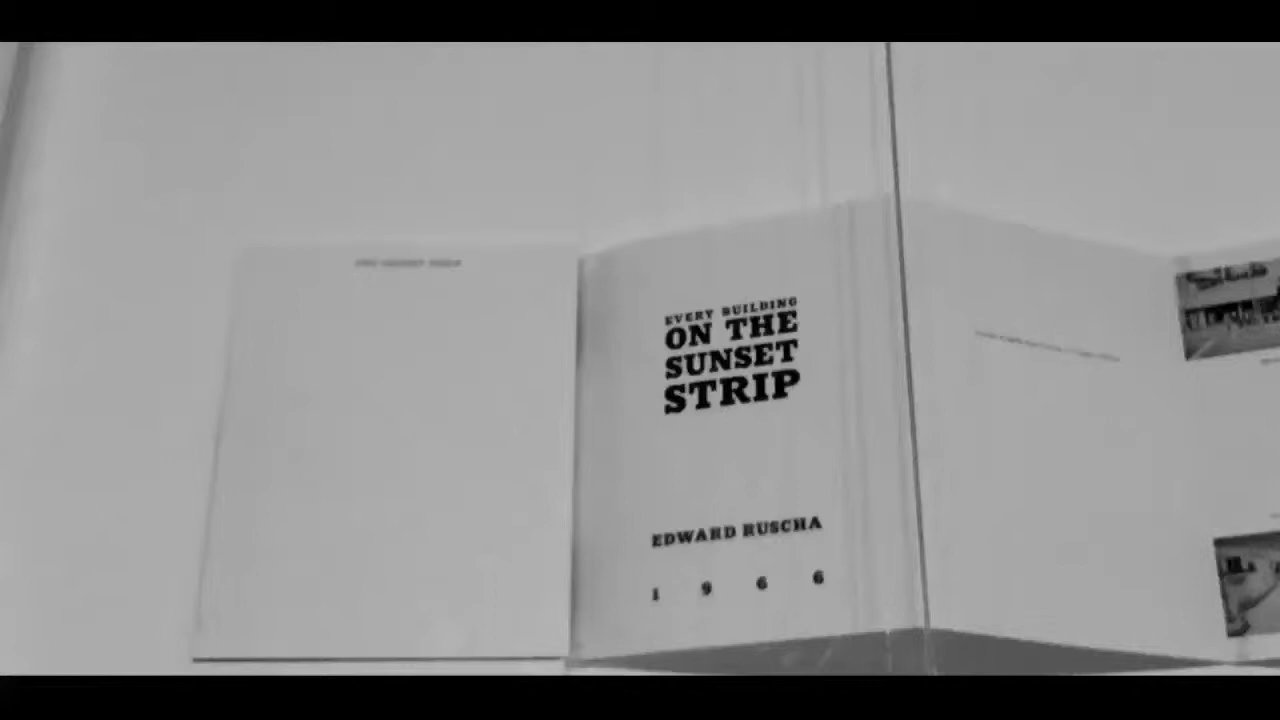 EVERY BUILDING
ON THE
SUNSET
STRIP
EDWARD RUSCHA
1 9 6 6